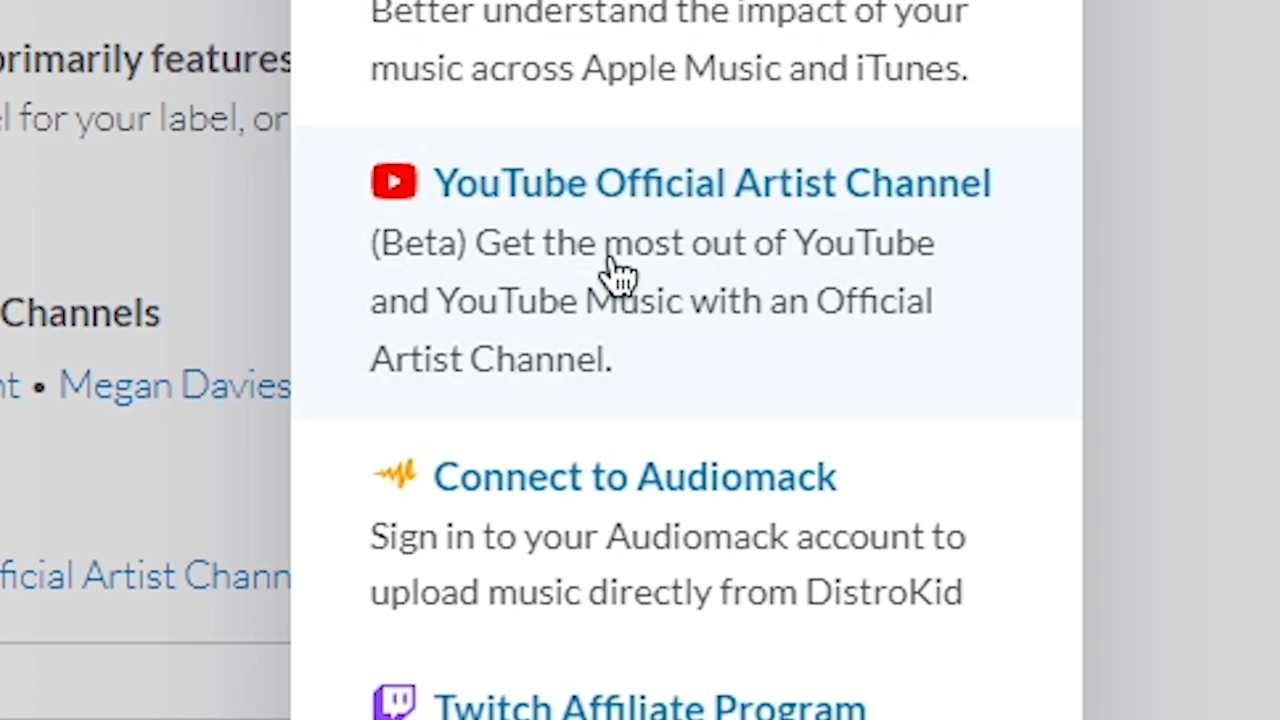 Better understand the impact of your
music across Apple Music and iTunes.
primarily features
el for your label, or
YouTube Official Artist Channel
(Beta) Get the most out of YouTube
and YouTube Music with an Official
Artist Channel.
Channels
nt • Megan Davies
Connect to Audiomack
Sign in to your Audiomack account to
upload music directly from DistroKid
fficial Artist Chann
Twitch Affiliate Program